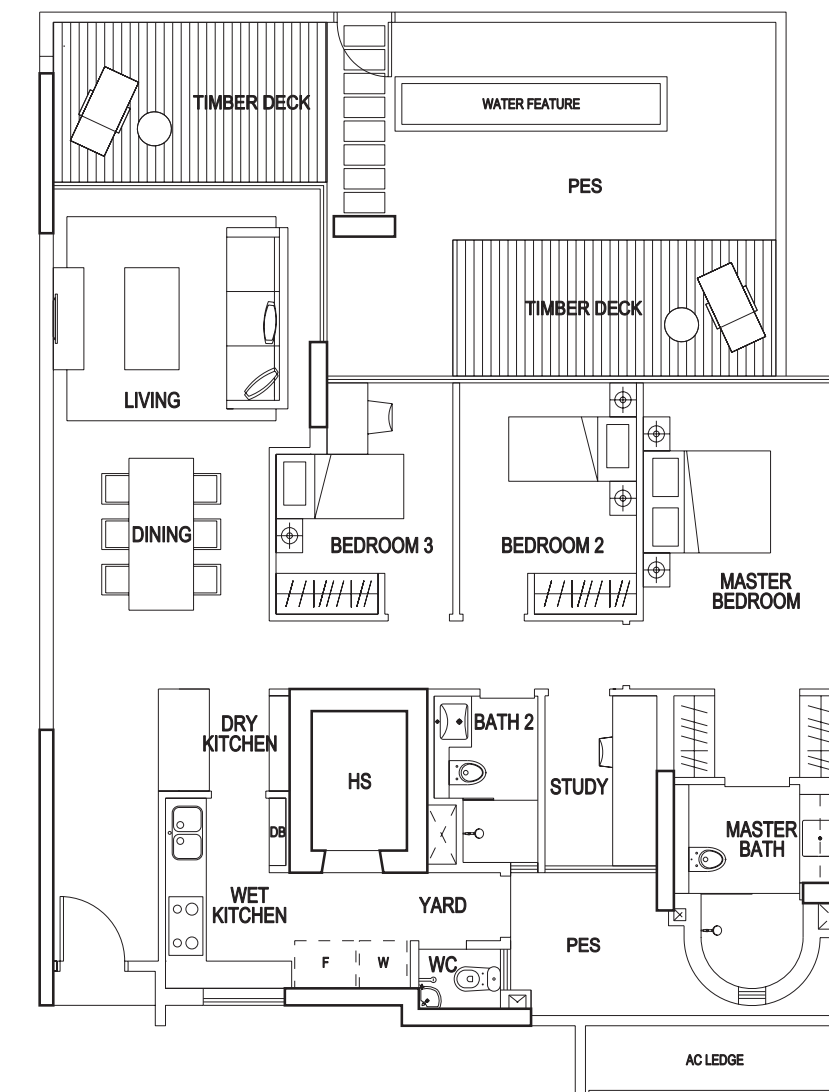 TIMBER DECK
WATER FEATURE
PES
TIMBER DECK
LIVING
DINING
BEDROOM 3
BEDROOM 2
MASTER
BEDROOM
DRY
KITCHEN
BATH 2
HS
STUDY
DB
MASTER
BATH
WET
KITCHEN
YARD
PES
F
W
WC
AC LEDGE